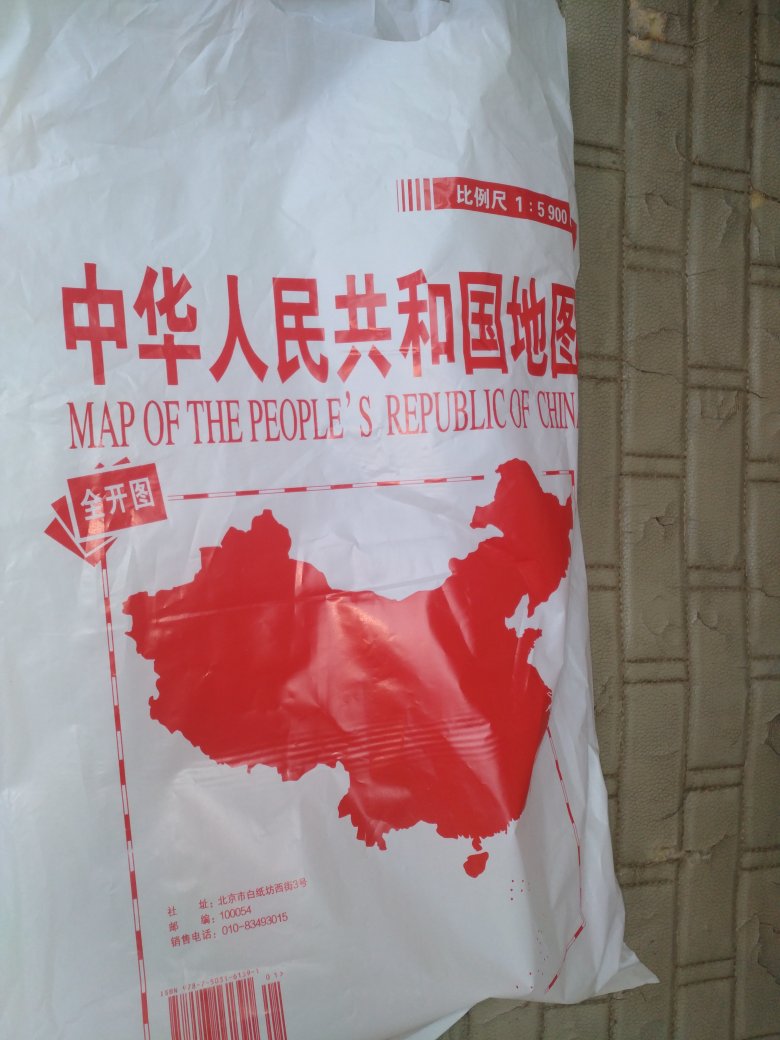 比例尺 1:5 900
中华人民共和国地图
MAP OF THE PEOPLE'S REPUBLIC OF CHIN
全开图
社 址:北京市白纸坊西街3号
邮 编:100054
销售电话:010-83493015